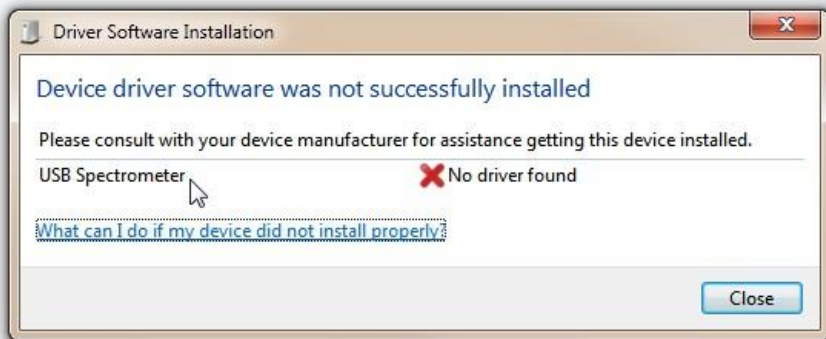 Driver Software Installation
Device driver software was not successfully installed
Please consult with your device manufacturer for assistance getting this device installed.
USB Spectrometer No driver found
What can I do if my device did not install properly?
Close